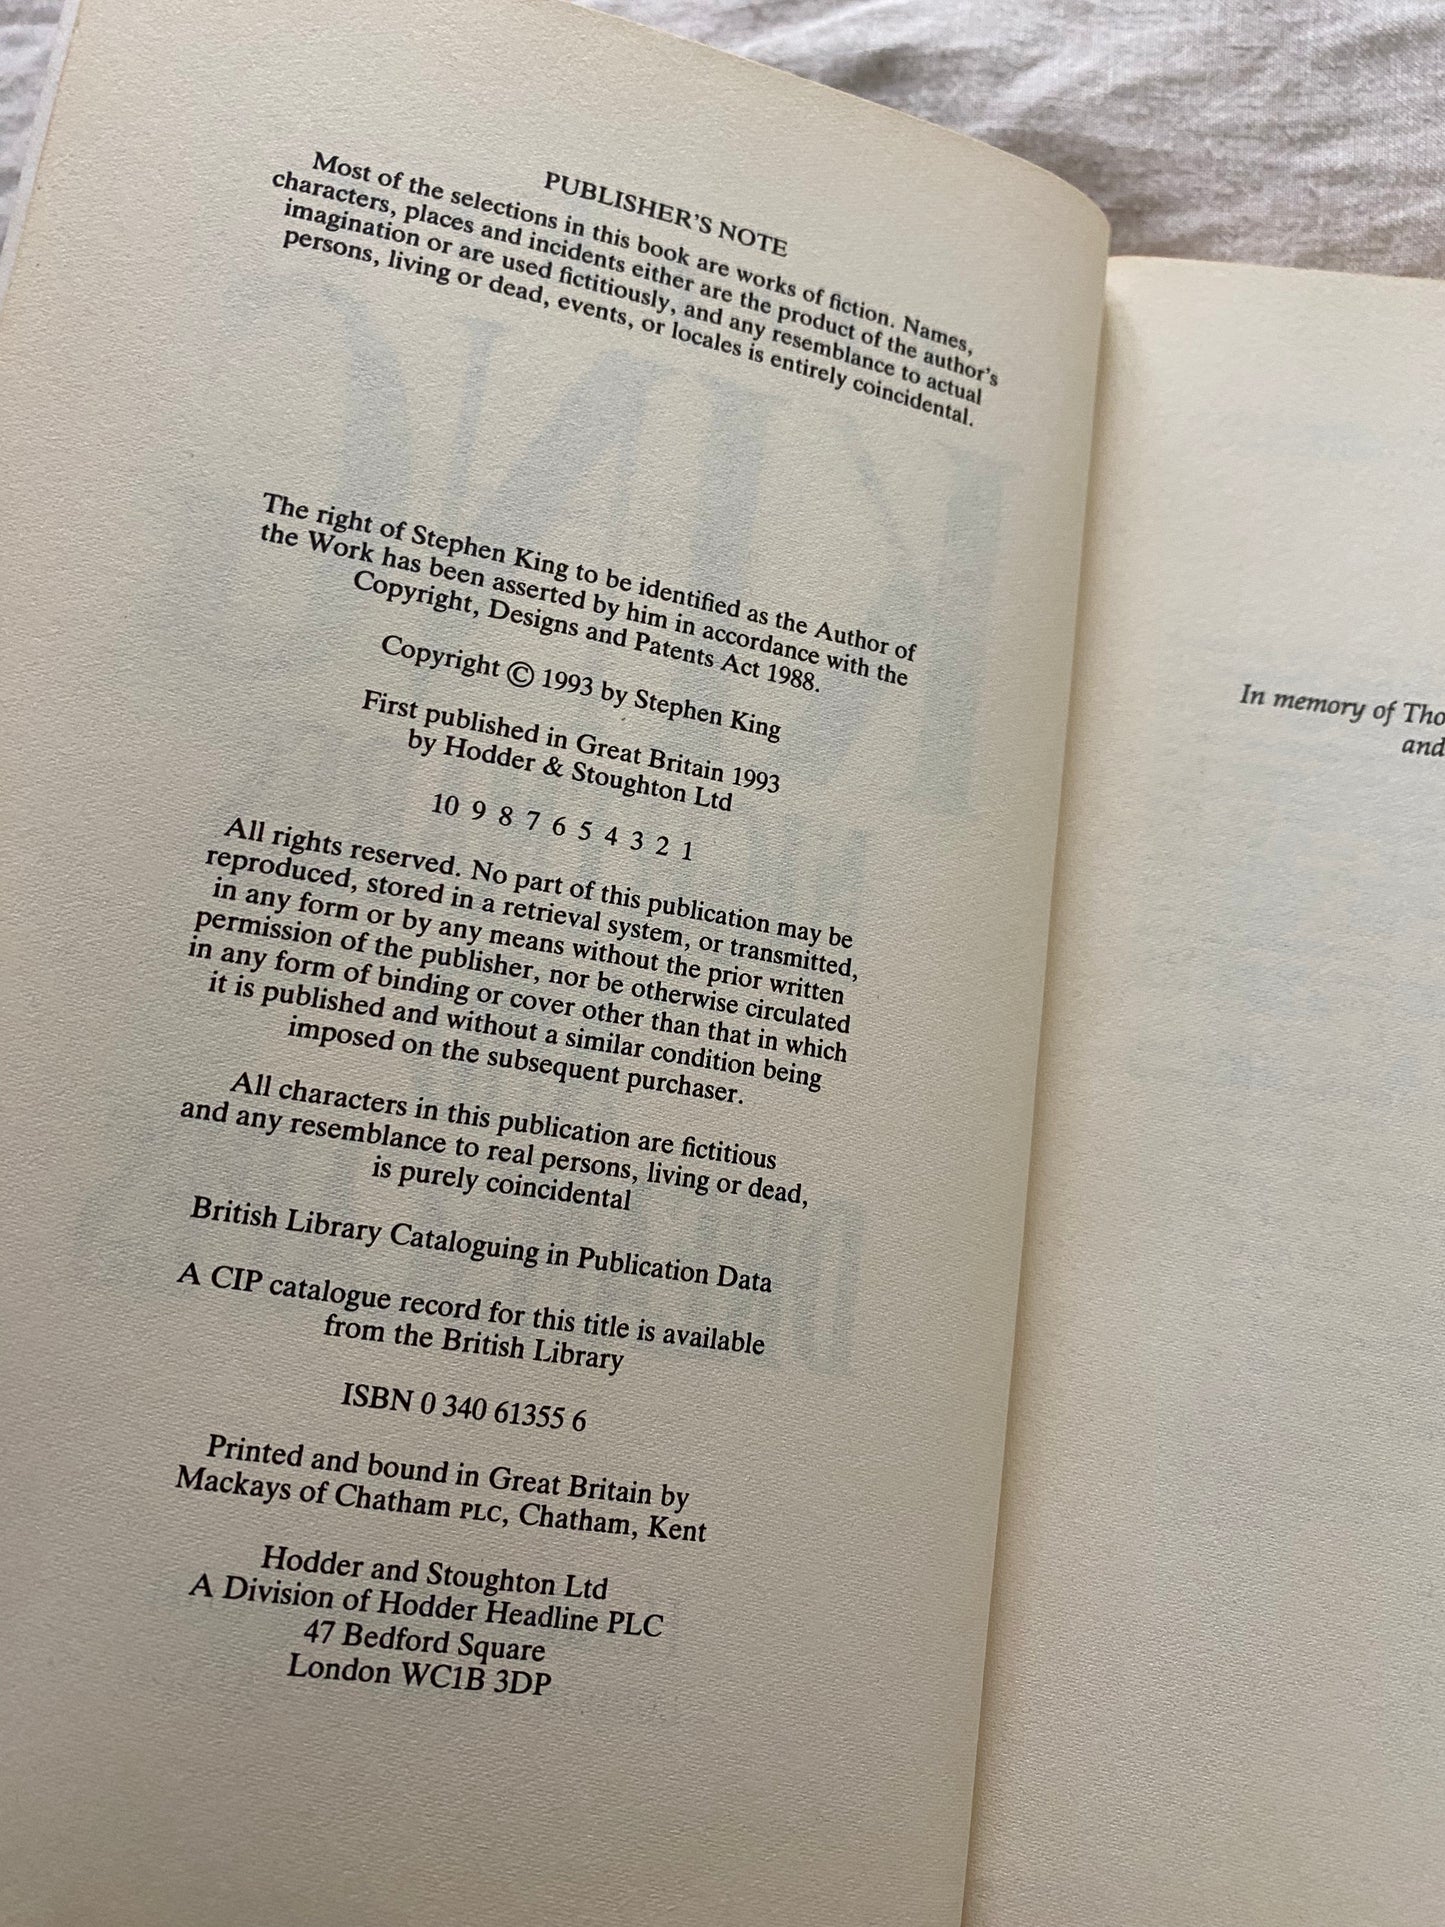 PUBLISHER'S NOTE
Most of the selections in this book are works of fiction. Names,
characters, places and incidents either are the product of the author's
imagination or are used fictitiously, and any resemblance to actual
persons, living or dead, events, or locales is entirely coincidental.
The right of Stephen King to be identified as the Author of
the Work has been asserted by him in accordance with the
Copyright, Designs and Patents Act 1988.
Copyright © 1993 by Stephen King
First published in Great Britain 1993
by Hodder & Stoughton Ltd
10 9 8 7 6 5 4 3 2 1
All rights reserved. No part of this publication may be
reproduced, stored in a retrieval system, or transmitted,
in any form or by any means without the prior written
permission of the publisher, nor be otherwise circulated
in any form of binding or cover other than that in which
it is published and without a similar condition being
imposed on the subsequent purchaser.
All characters in this publication are fictitious
and any resemblance to real persons, living or dead,
is purely coincidental
British Library Cataloguing in Publication Data
A CIP catalogue record for this title is available
from the British Library
ISBN 0 340 61355 6
Printed and bound in Great Britain by
Mackays of Chatham PLC, Chatham, Kent
Hodder and Stoughton Ltd
A Division of Hodder Headline PLC
47 Bedford Square
London WC1B 3DP
In memory of Tho
and